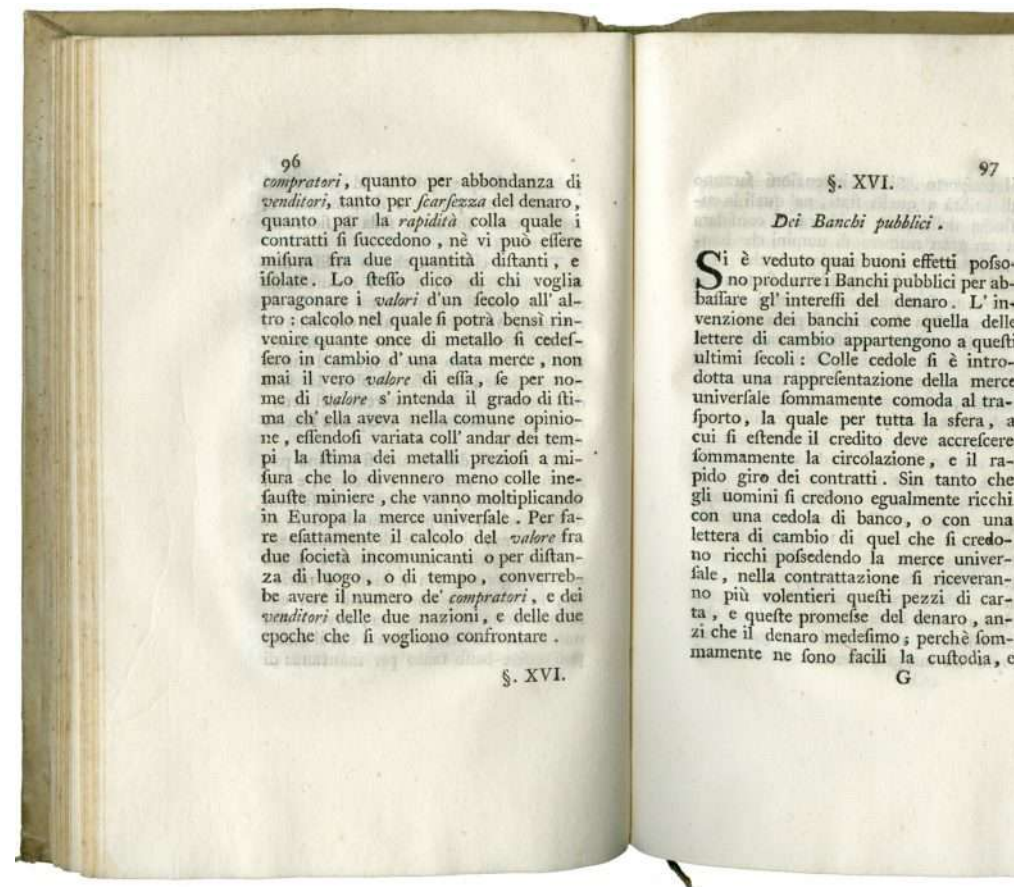 96
compratori, quanto per abbondanza di
venditori, tanto per ſcarſezza del denaro,
quanto par la rapidità colla quale i
contratti ſi ſuccedono, nè vi può eſſere
miſura fra due quantità diſtanti, e
iſolate. Lo ſteſſo dico di chi voglia
paragonare i valori d'un ſecolo all' al-
tro : calcolo nel quale ſi potrà bensì rin-
venire quante once di metallo ſi cedeſ-
ſero in cambio d' una data merce, non
mai il vero valore di eſſa, ſe per no-
me di valore s' intenda il grado di ſti-
ma ch' ella aveva nella comune opinio-
ne, eſſendoſi variata coll' andar dei tem-
pi la ſtima dei metalli prezioſi a mi-
ſura che lo divennero meno colle ine-
ſauſte miniere, che vanno moltiplicando
in Europa la merce univerſale. Per fa-
re eſattamente il calcolo del valore fra
due ſocietà incomunicanti o per diſtan-
za di luogo, o di tempo, converreb-
be avere il numero de' compratori, e dei
venditori delle due nazioni, e delle due
epoche che ſi vogliono confrontare.
§. XVI.
97
§. XVI.
Dei Banchi pubblici.
Si è veduto quai buoni effetti poſso-
no produrre i Banchi pubblici per ab-
baſſare gl' intereſſi del denaro. L' in-
venzione dei banchi come quella delle
lettere di cambio appartengono a queſti
ultimi ſecoli : Colle cedole ſi è intro-
dotta una rappreſentazione della merce
univerſale ſommamente comoda al tra-
ſporto, la quale per tutta la sfera, a
cui ſi eſtende il credito deve accreſcere
ſommamente la circolazione, e il ra-
pido giro dei contratti. Sin tanto che
gli uomini ſi credono egualmente ricchi
con una cedola di banco, o con una
lettera di cambio di quel che ſi credo-
no ricchi poſsedendo la merce univer-
ſale, nella contrattazione ſi riceveran-
no più volentieri queſti pezzi di car-
ta, e queſte promeſse del denaro, an-
zi che il denaro medeſimo; perchè ſom-
mamente ne ſono facili la cuſtodia, e
G